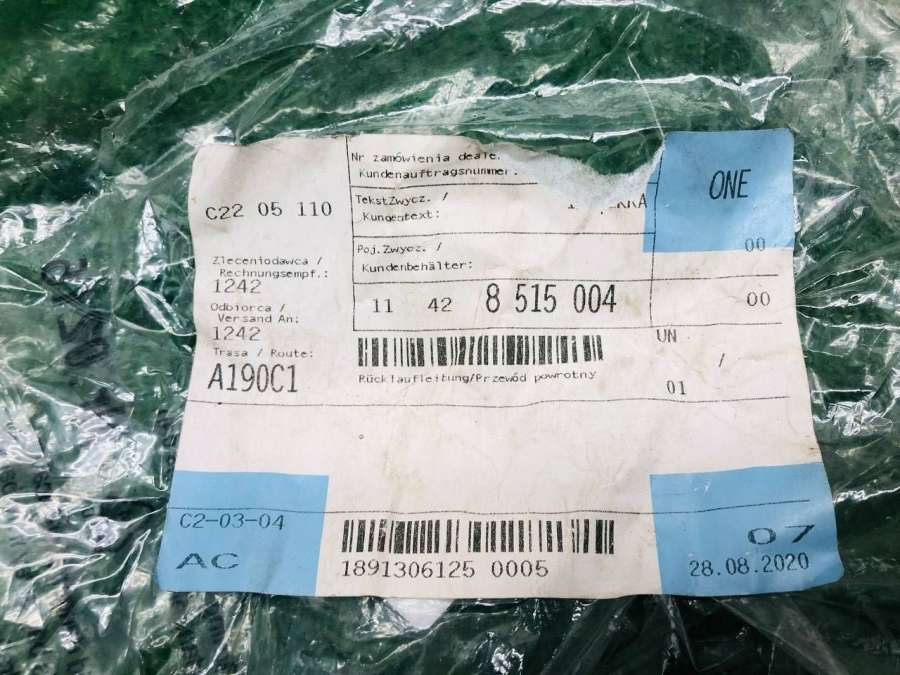 Nr zamówienia deale.
Kundenauftragsnummer:
ONE
C22 05 110
TekstZwycz. /
Kundentext:
00
Poj.Zwycz. /
Kundenbehälter:
Zleceniodawca /
Rechnungsempf.:
1242
11 42 8 515 004
00
Odbiorca /
Versand An:
1242
UN /
Trasa / Route:
A190C1
Rücklaufleitung/Przewód powrotny
01
C2-03-04
AC
07
1891306125 0005
28.08.2020